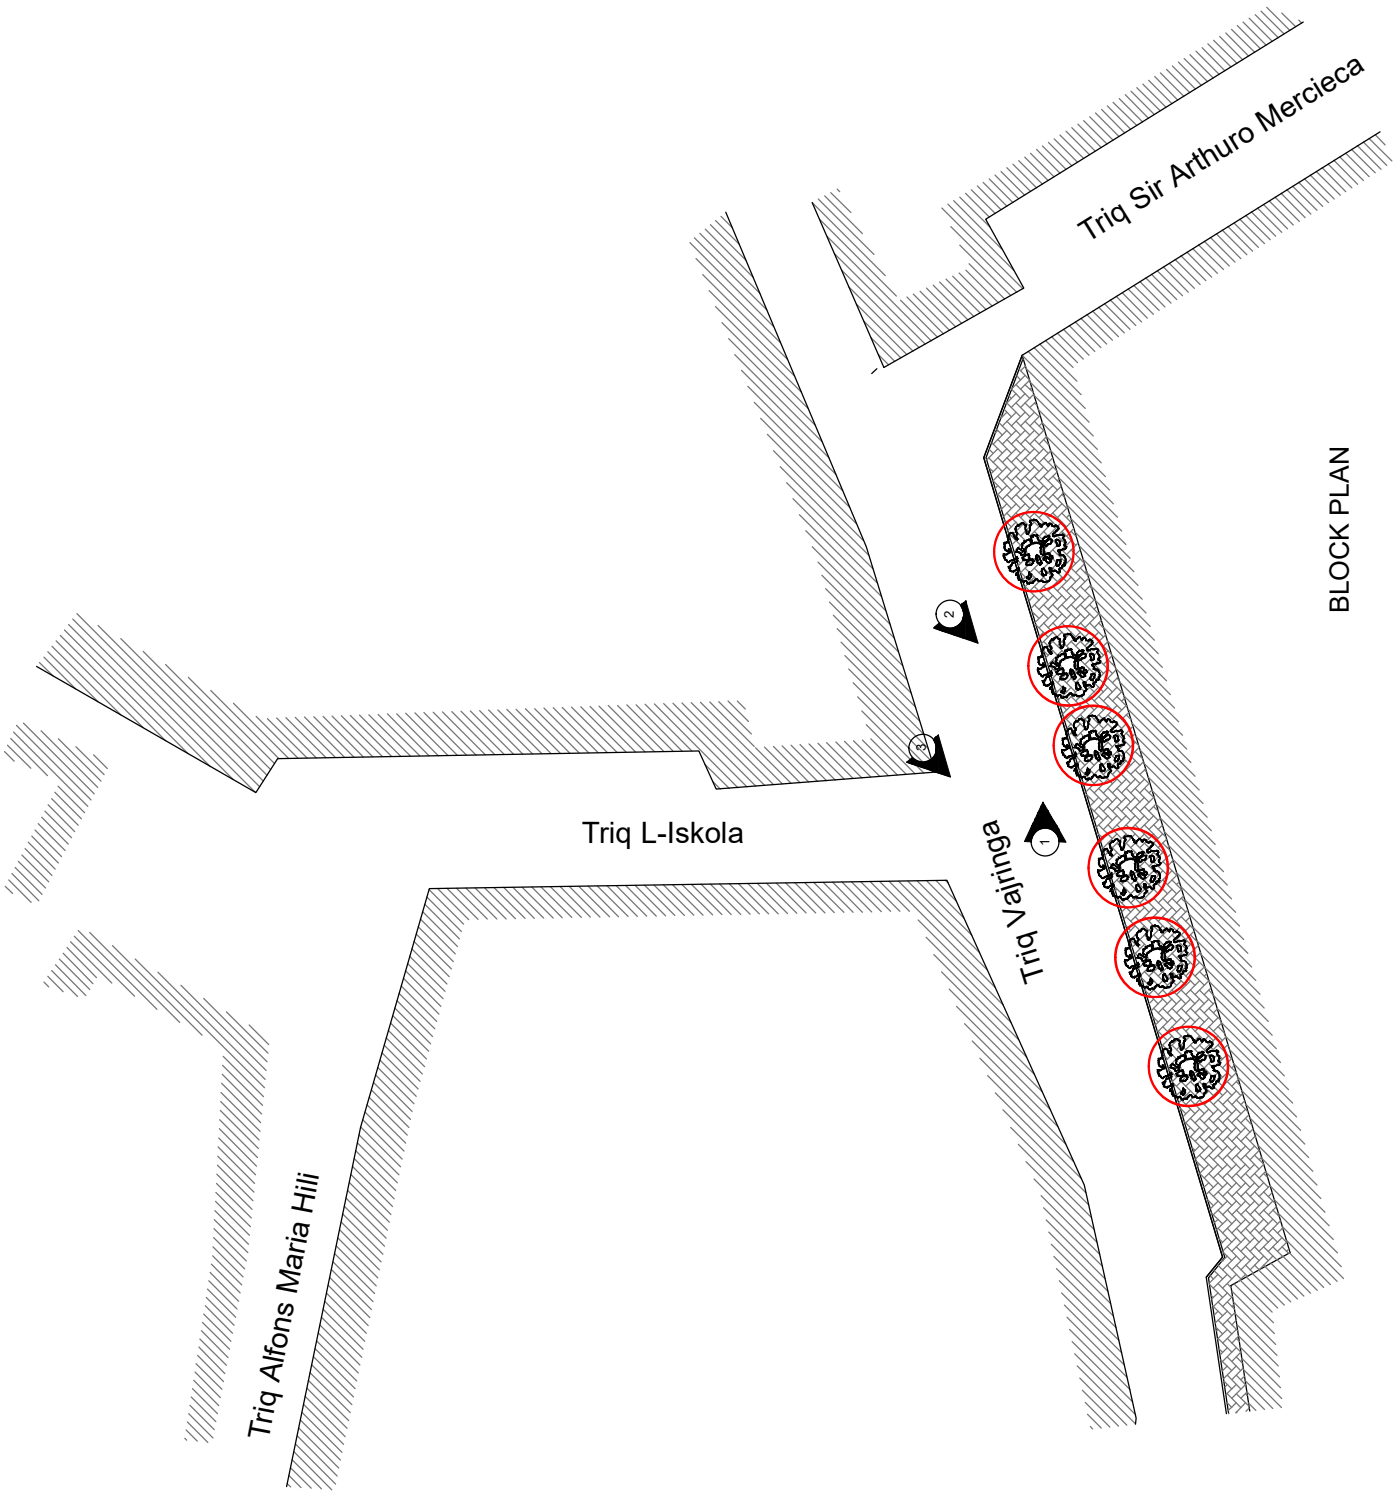 Triq Sir Arthuro Mercieca
BLOCK PLAN
2
3
Triq L-Iskola
1
Triq Vajringa
Triq Alfons Maria Hili